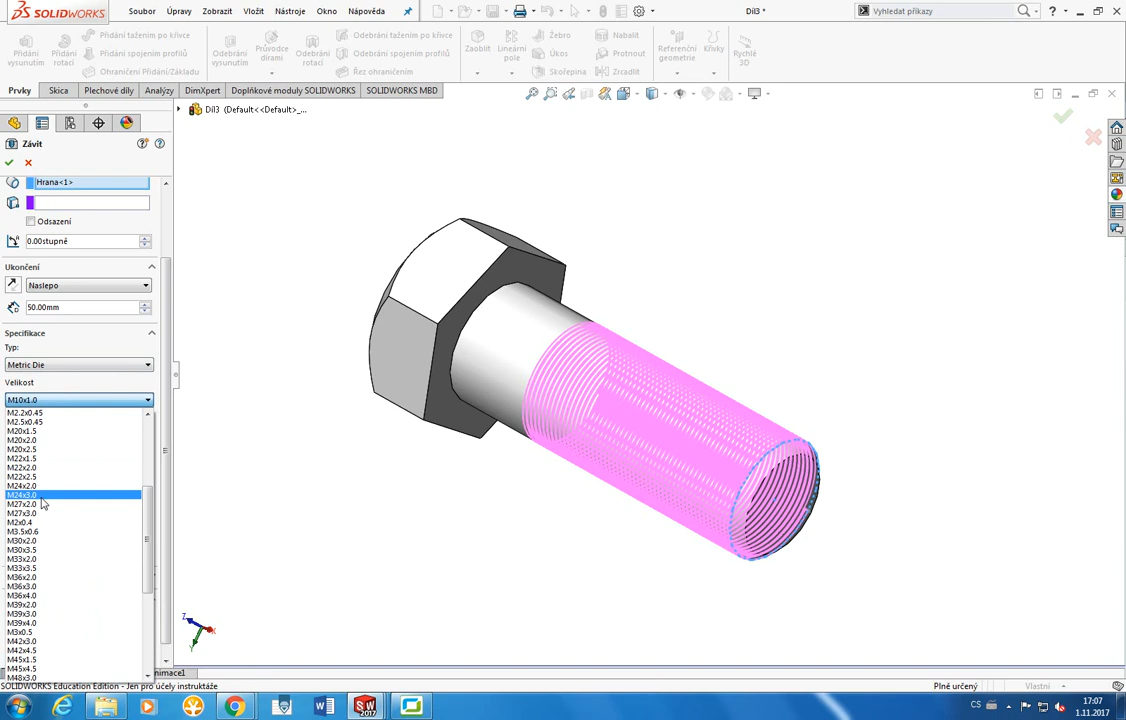 SOLIDWORKS
Soubor
Úpravy
Zobrazit
Vložit
Nástroje
Okno
Nápověda
Díl3 *
Vyhledat příkazy
?
Přidání vysunutím
Přidání rotací
Přidání tažením po křivce
Přidání spojením profilů
Ohraničení Přidání/Základu
Odebrání vysunutím
Průvodce dírami
Odebrání rotací
Odebrání tažením po křivce
Odebrání spojením profilů
Řez ohraničením
Zaoblit
Lineární pole
Žebro
Úkos
Skořepina
Nabalit
Protnout
Zrcadlit
Referenční geometrie
Křivky
Rychlé 3D
Prvky
Skica
Plechové díly
Analýzy
DimXpert
Doplňkové moduly SOLIDWORKS
SOLIDWORKS MBD
Díl3 (Default<<Default>_...
Závit
Hrana<1>
Odsazení
0.00stupně
Ukončení
Naslepo
50.00mm
Specifikace
Typ:
Metric Die
Velikost
M10x1.0
M2.2x0.45
M2.5x0.45
M20x1.5
M20x2.0
M20x2.5
M22x1.5
M22x2.0
M22x2.5
M24x2.0
M24x3.0
M27x2.0
M27x3.0
M2x0.4
M3.5x0.6
M30x2.0
M30x3.5
M33x2.0
M33x3.5
M36x2.0
M36x3.0
M36x4.0
M39x2.0
M39x3.0
M39x4.0
M3x0.5
M42x3.0
M42x4.5
M45x1.5
M45x4.5
M48x3.0
Z
X
Y
nimace1
SOLIDWORKS Education Edition - Jen pro účely instruktáže
Plně určený
Vlastní
SW
2017
CS
17:07
1.11.2017